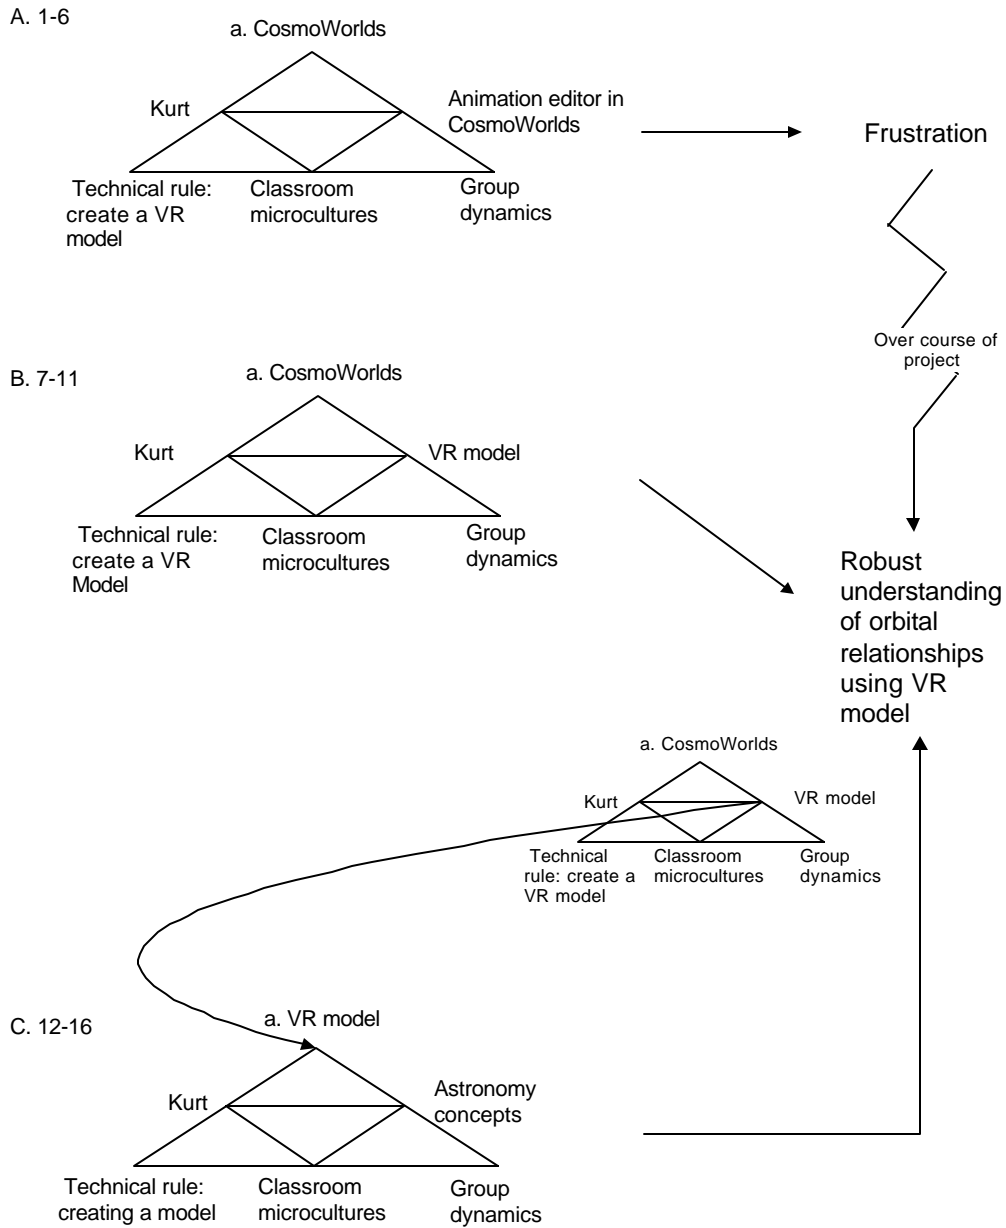 A. 1-6
a. CosmoWorlds
Kurt
Animation editor in
CosmoWorlds
Frustration
Technical rule:
create a VR
model
Classroom
microcultures
Group
dynamics
Over course of
project
B. 7-11
a. CosmoWorlds
Kurt
VR model
Technical rule:
create a VR
Model
Classroom
microcultures
Group
dynamics
Robust
understanding
of orbital
relationships
using VR
model
a. CosmoWorlds
Kurt
VR model
Technical
rule: create a
VR model
Classroom
microcultures
Group
dynamics
C. 12-16
a. VR model
Kurt
Astronomy
concepts
Technical rule:
creating a model
Classroom
microcultures
Group
dynamics